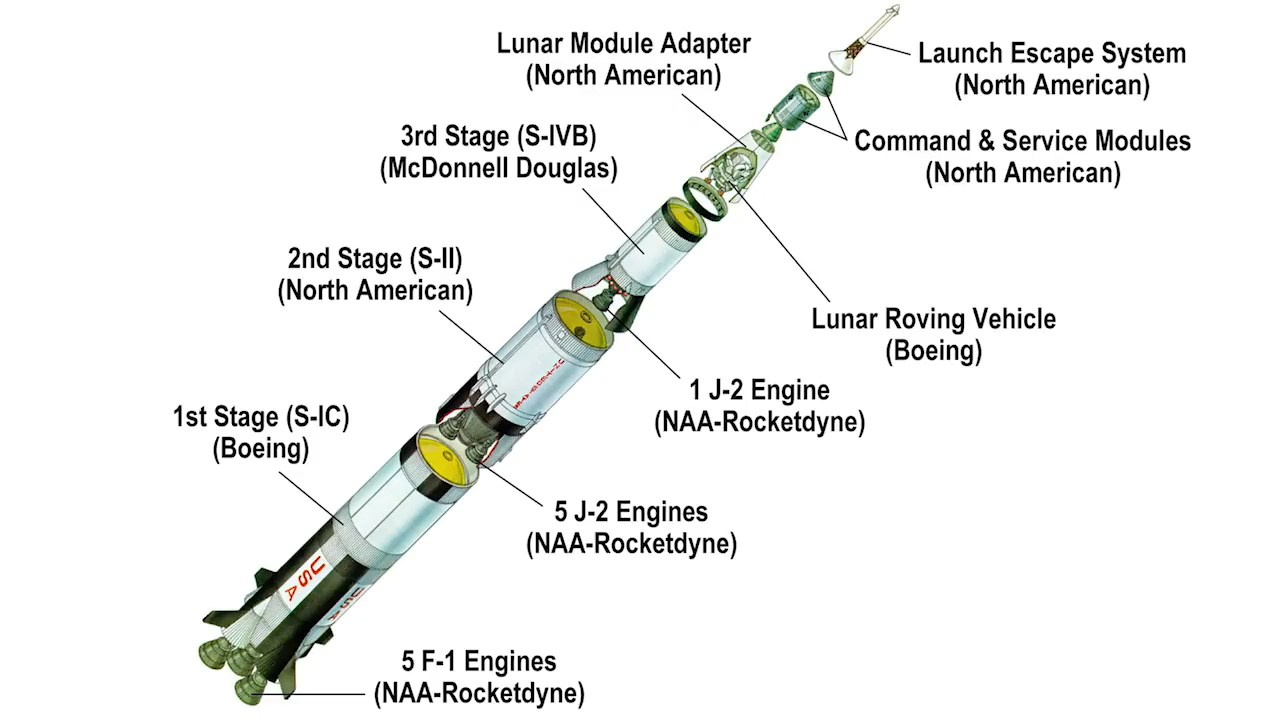 Lunar Module Adapter
(North American)
Launch Escape System
(North American)
3rd Stage (S-IVB)
(McDonnell Douglas)
Command & Service Modules
(North American)
2nd Stage (S-II)
(North American)
Lunar Roving Vehicle
(Boeing)
1 J-2 Engine
(NAA-Rocketdyne)
1st Stage (S-IC)
(Boeing)
5 J-2 Engines
(NAA-Rocketdyne)
USA
USA
5 F-1 Engines
(NAA-Rocketdyne)